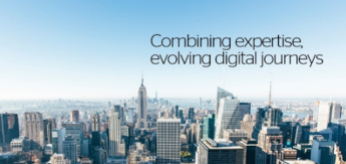 Combining expertise,
evolving digital journeys